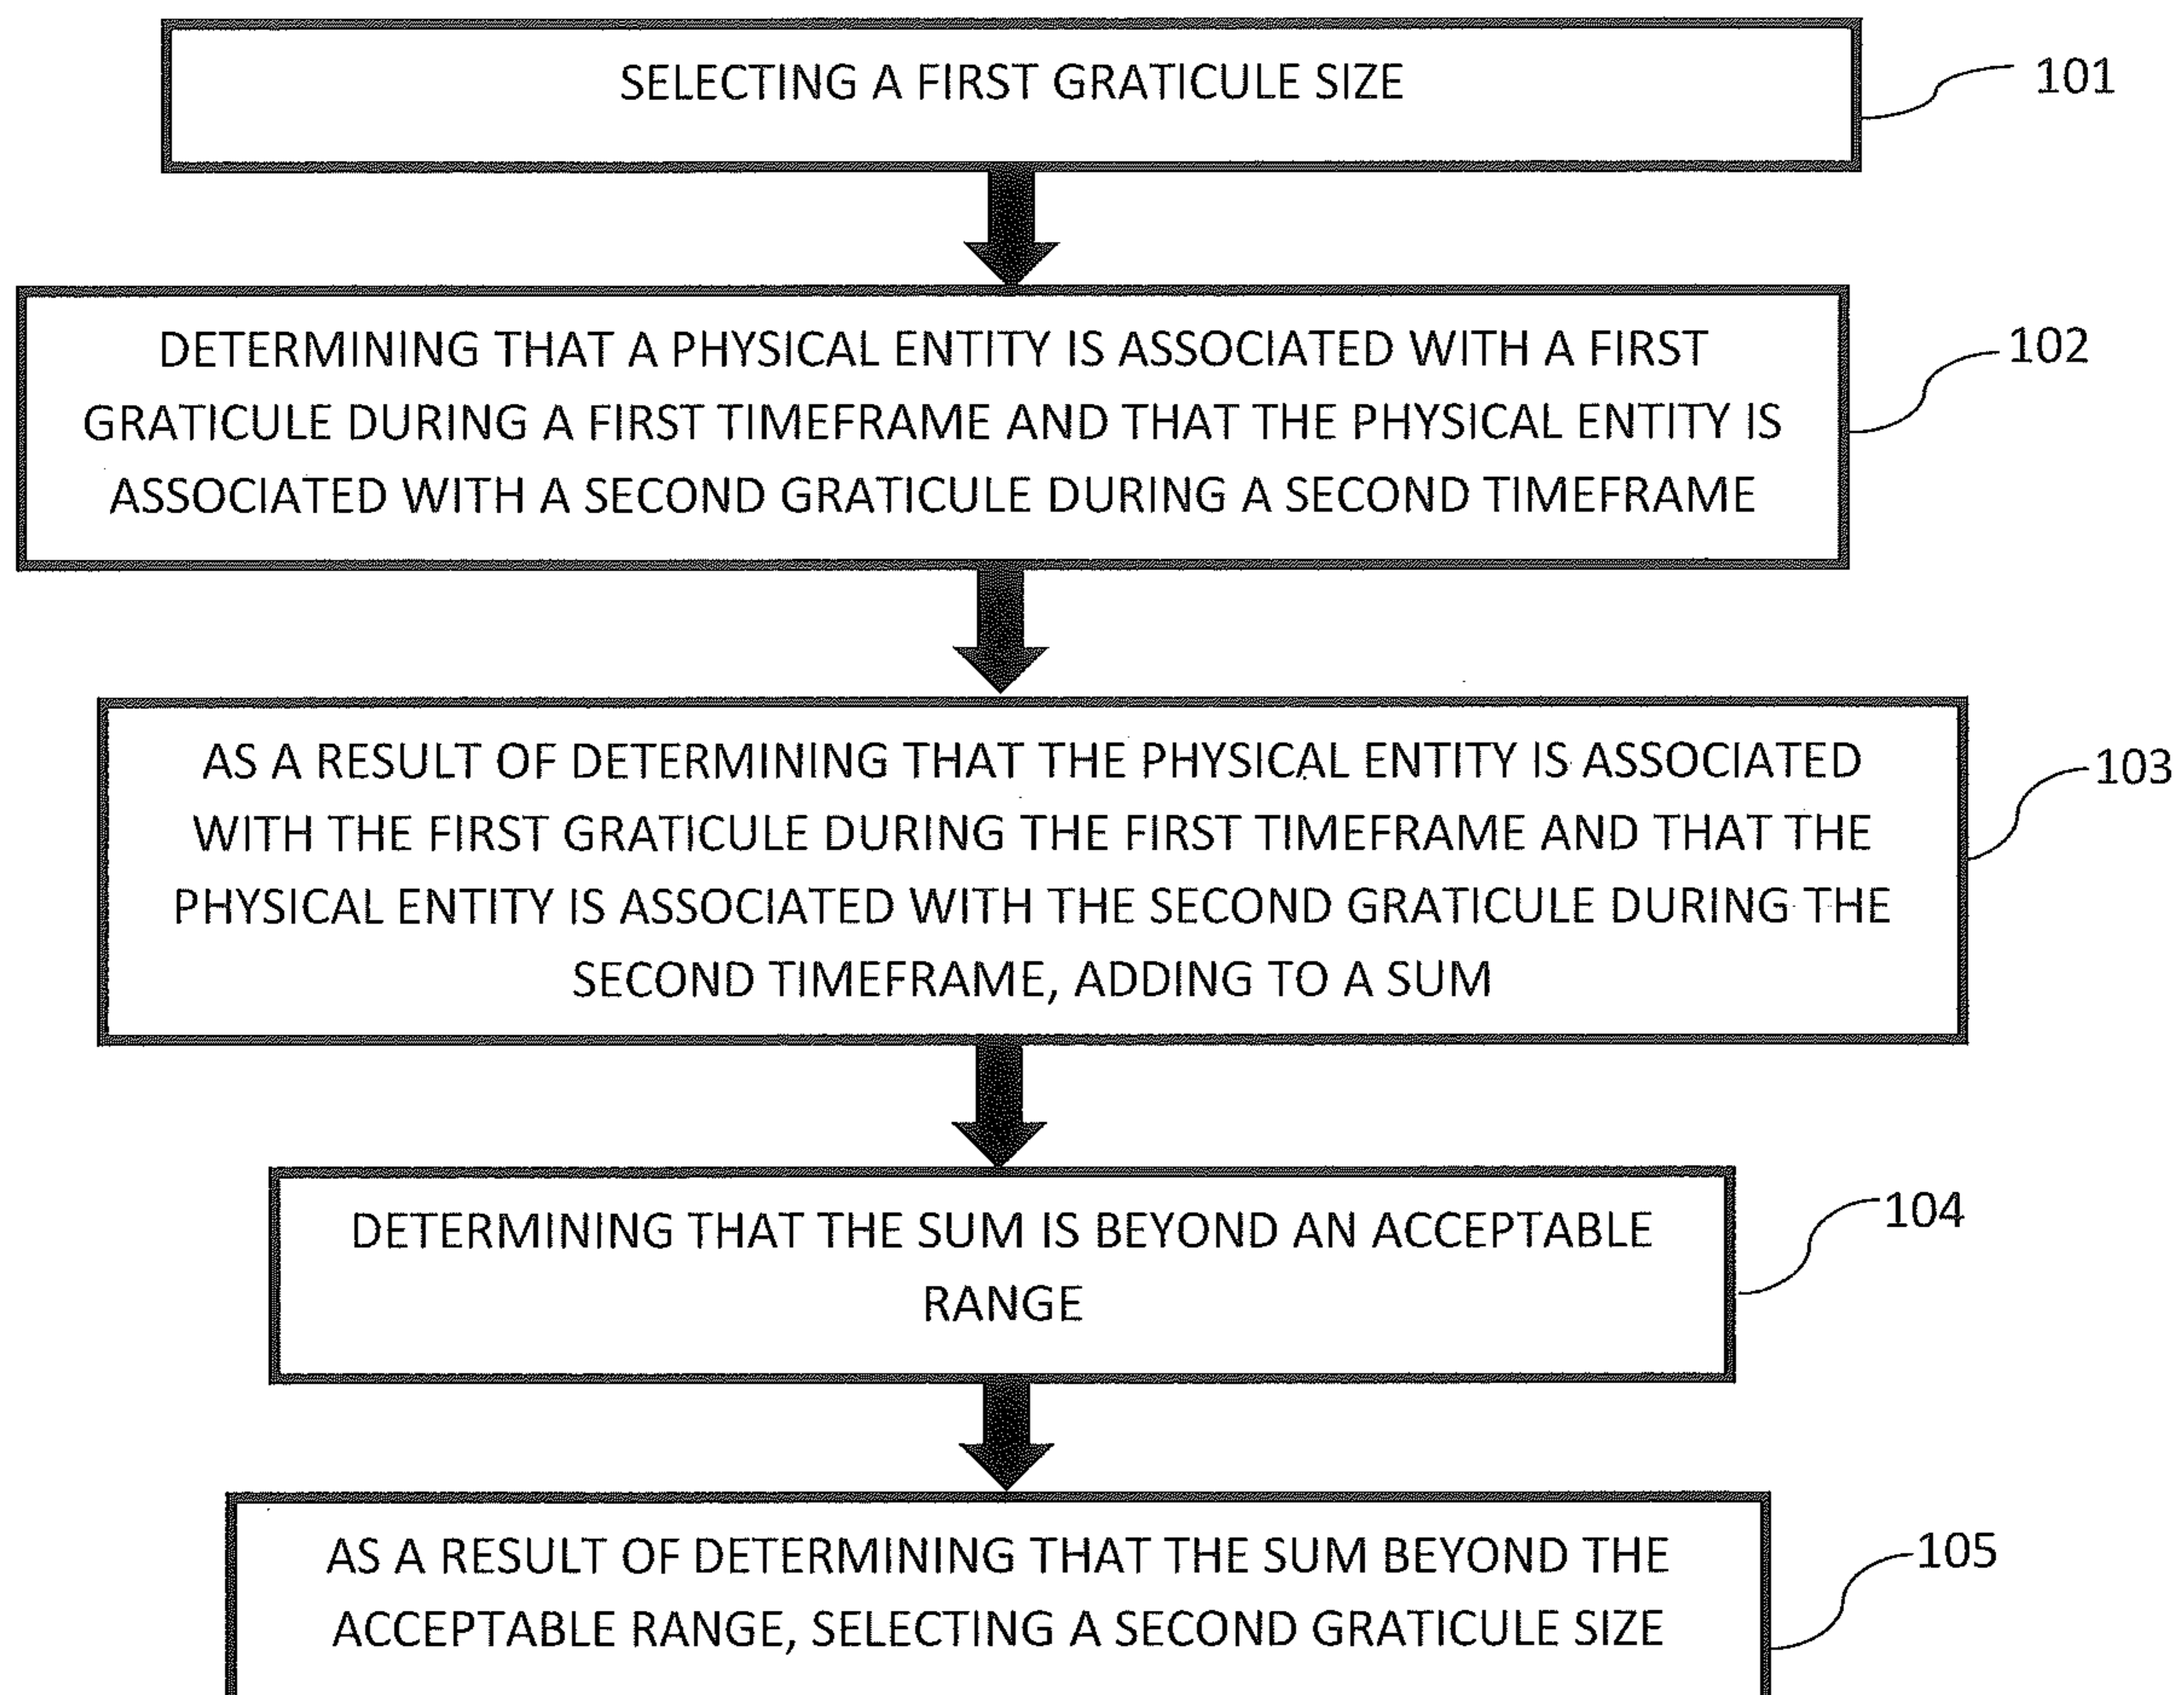 SELECTING A FIRST GRATICULE SIZE
101
DETERMINING THAT A PHYSICAL ENTITY IS ASSOCIATED WITH A FIRST
GRATICULE DURING A FIRST TIMEFRAME AND THAT THE PHYSICAL ENTITY IS
ASSOCIATED WITH A SECOND GRATICULE DURING A SECOND TIMEFRAME
102
AS A RESULT OF DETERMINING THAT THE PHYSICAL ENTITY IS ASSOCIATED
WITH THE FIRST GRATICULE DURING THE FIRST TIMEFRAME AND THAT THE
PHYSICAL ENTITY IS ASSOCIATED WITH THE SECOND GRATICULE DURING THE
SECOND TIMEFRAME, ADDING TO A SUM
103
DETERMINING THAT THE SUM IS BEYOND AN ACCEPTABLE
RANGE
104
AS A RESULT OF DETERMINING THAT THE SUM BEYOND THE
ACCEPTABLE RANGE, SELECTING A SECOND GRATICULE SIZE
105